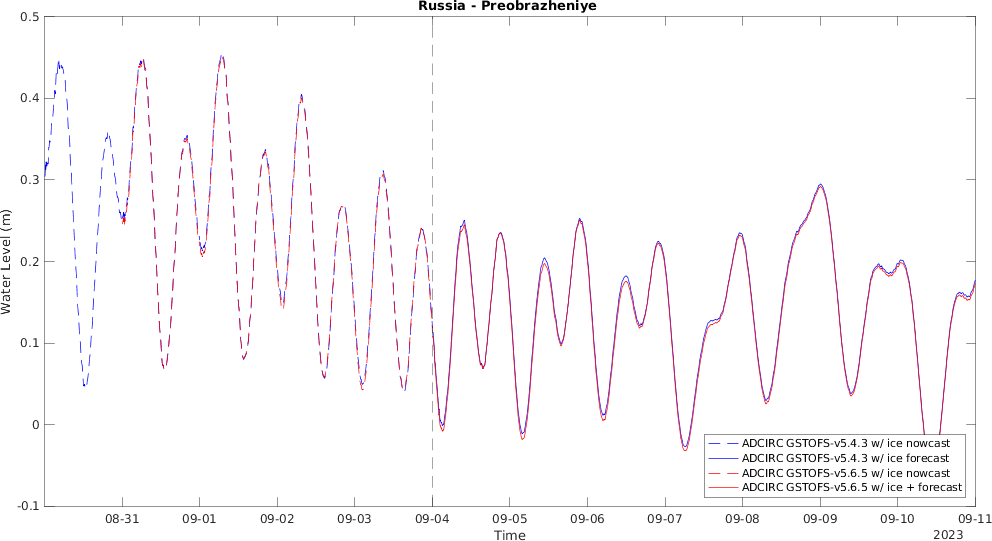 Russia - Preobrazheniye
0.5
0.4
0.3
0.2
0.1
0
-0.1
Water Level (m)
ADCIRC GSTOFS-v5.4.3 w/ ice nowcast
ADCIRC GSTOFS-v5.4.3 w/ ice forecast
ADCIRC GSTOFS-v5.6.5 w/ ice nowcast
ADCIRC GSTOFS-v5.6.5 w/ ice + forecast
08-31 09-01 09-02 09-03 09-04 09-05 09-06 09-07 09-08 09-09 09-10 09-11
Time
2023